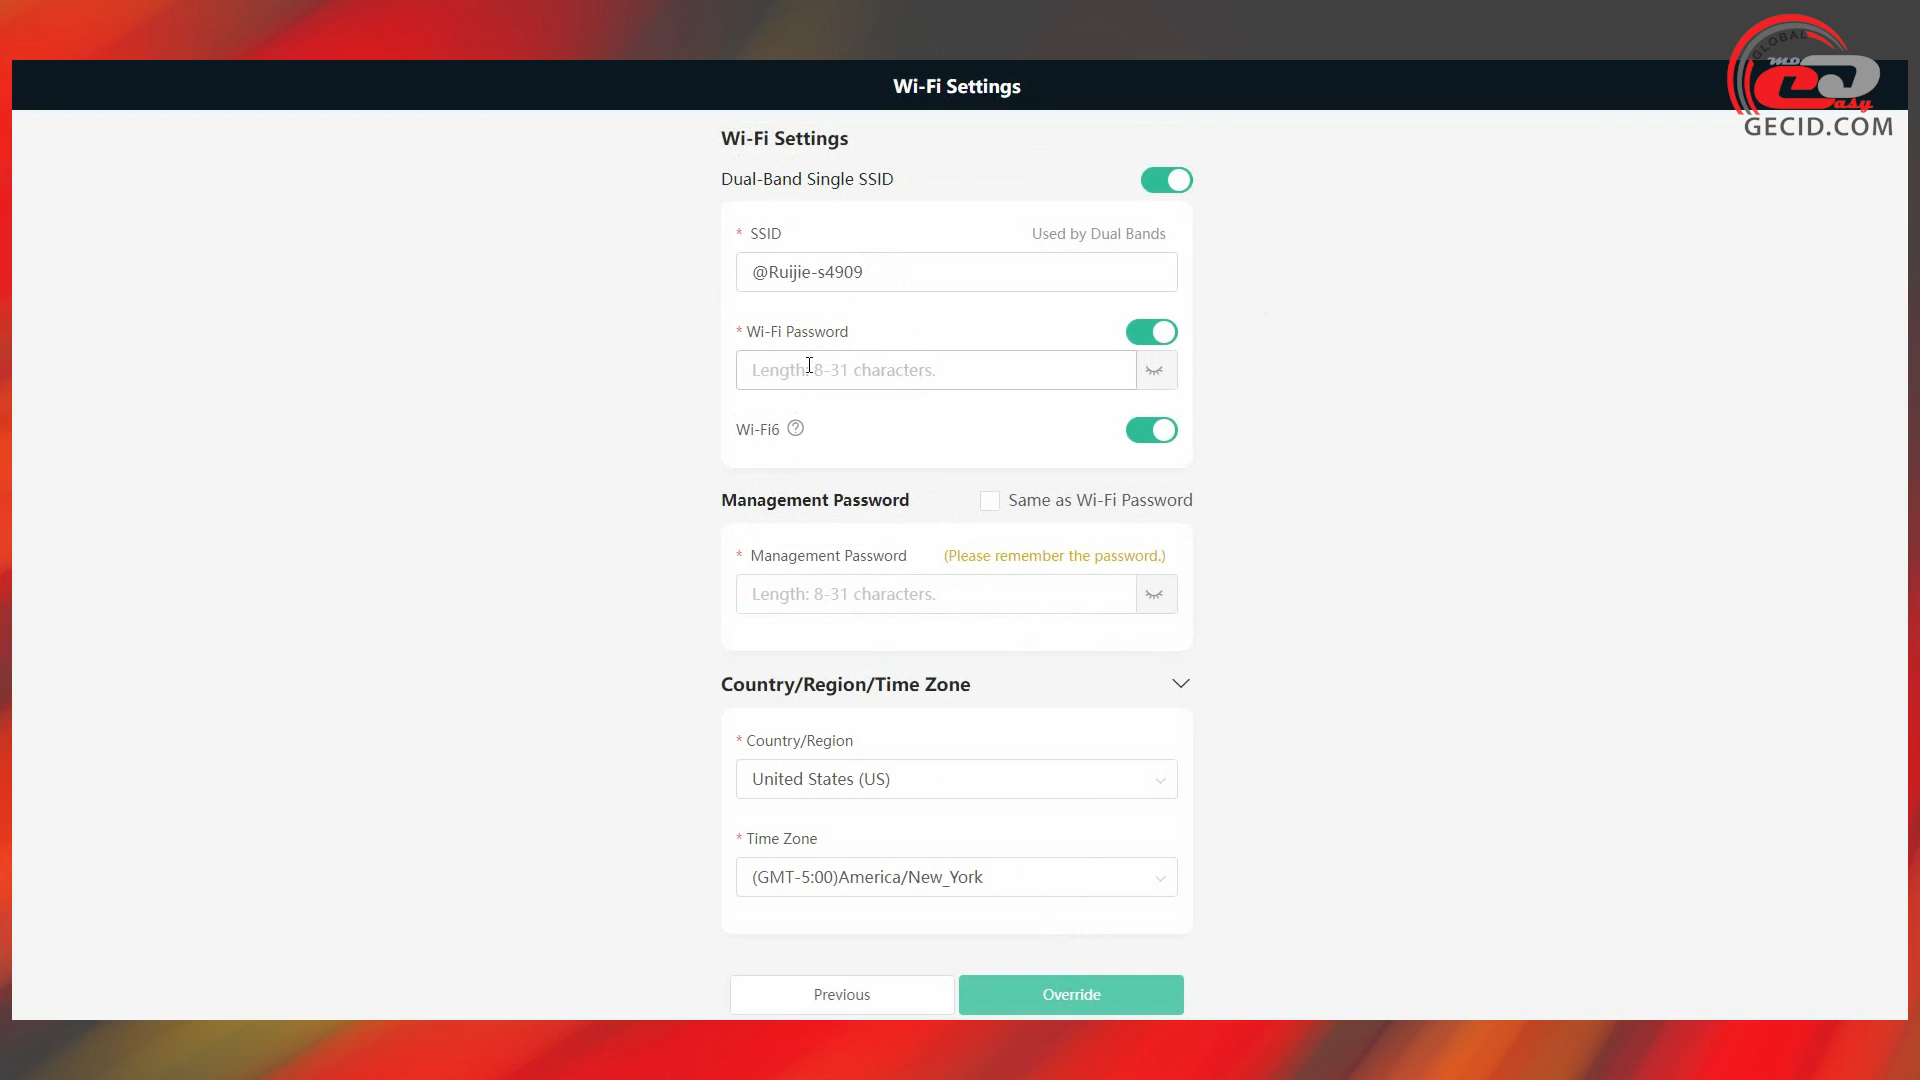 Wi-Fi Settings
GLOBAL
mo
asy
GECID.COM
Wi-Fi Settings
Dual-Band Single SSID
* SSID Used by Dual Bands
@Ruijie-s4909
* Wi-Fi Password
Length: 8-31 characters.
Wi-Fi6 ?
Management Password Same as Wi-Fi Password
* Management Password (Please remember the password.)
Length: 8-31 characters.
Country/Region/Time Zone
* Country/Region
United States (US)
* Time Zone
(GMT-5:00)America/New_York
Previous Override